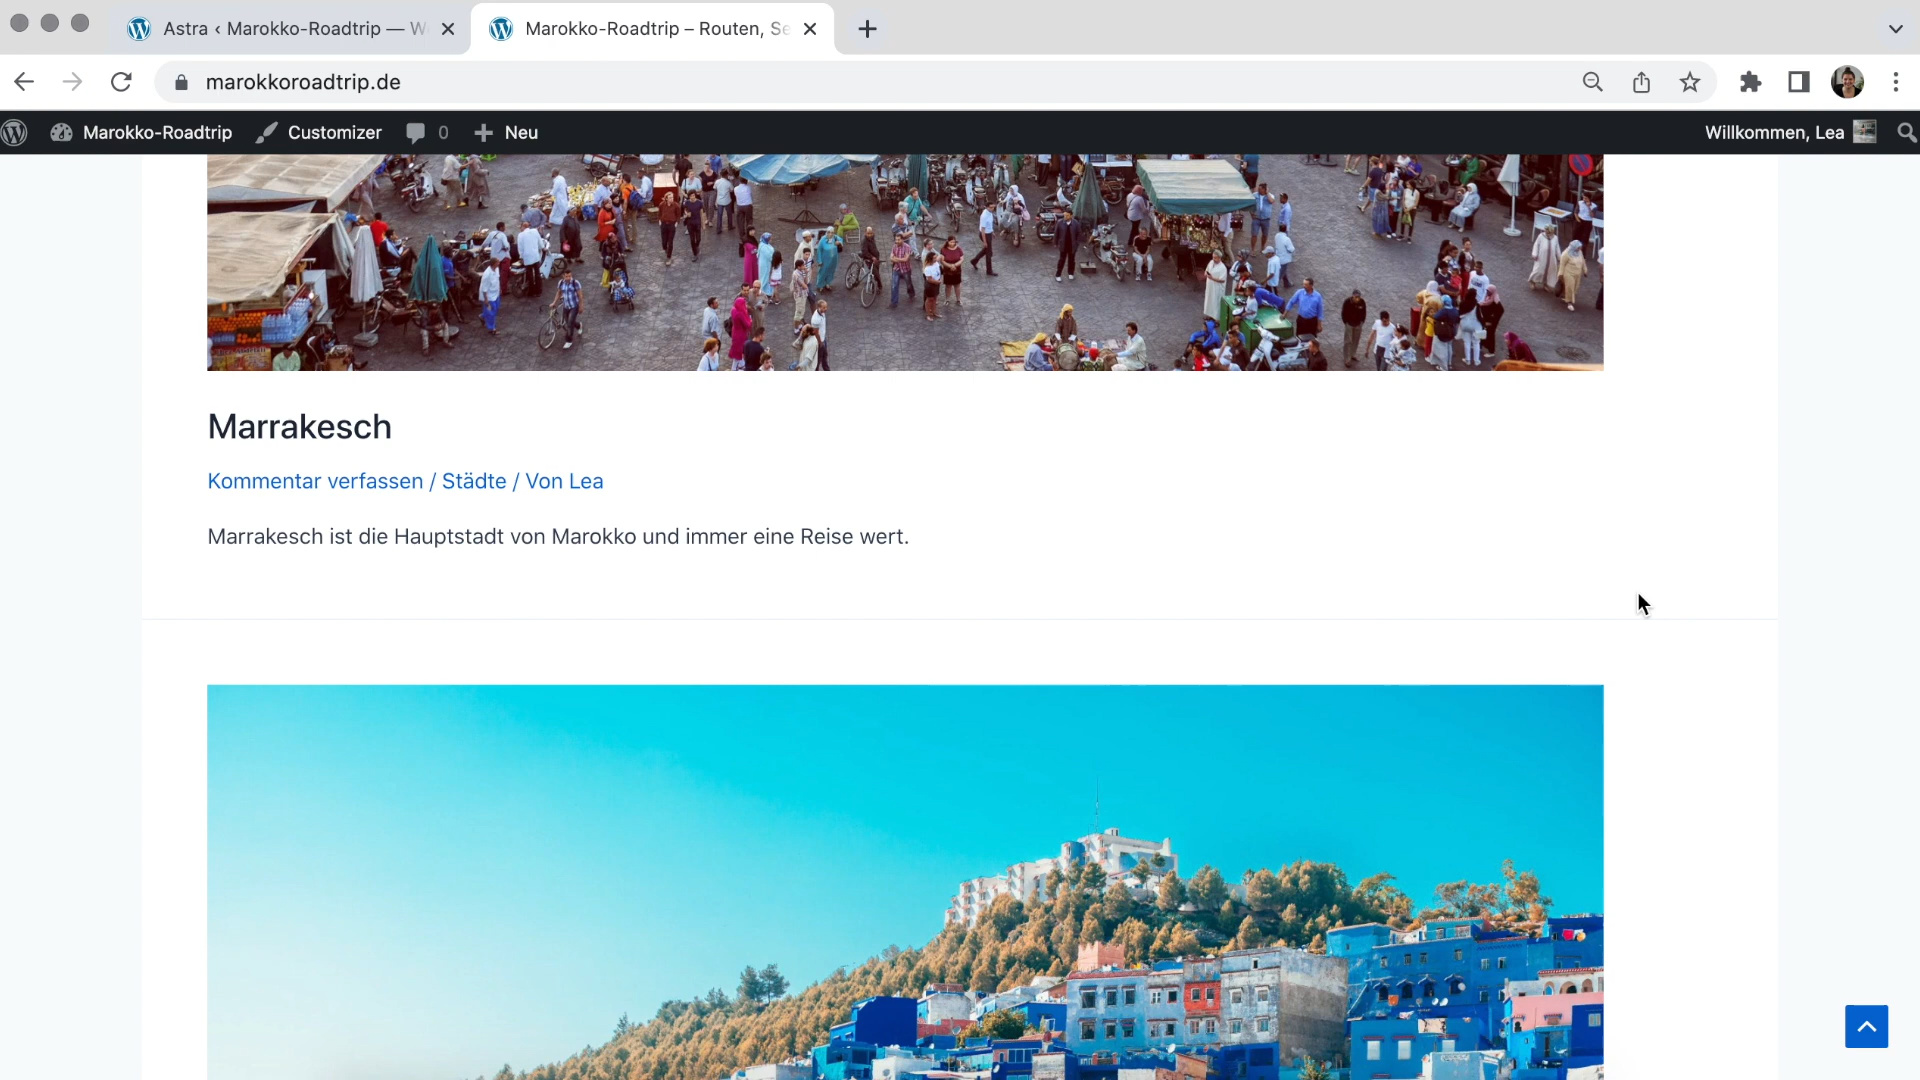 Astra ‹ Marokko-Roadtrip — W
Marokko-Roadtrip – Routen, Se
marokkoroadtrip.de
Marokko-Roadtrip
Customizer
0
Neu
Willkommen, Lea
Marrakesch
Kommentar verfassen / Städte / Von Lea
Marrakesch ist die Hauptstadt von Marokko und immer eine Reise wert.